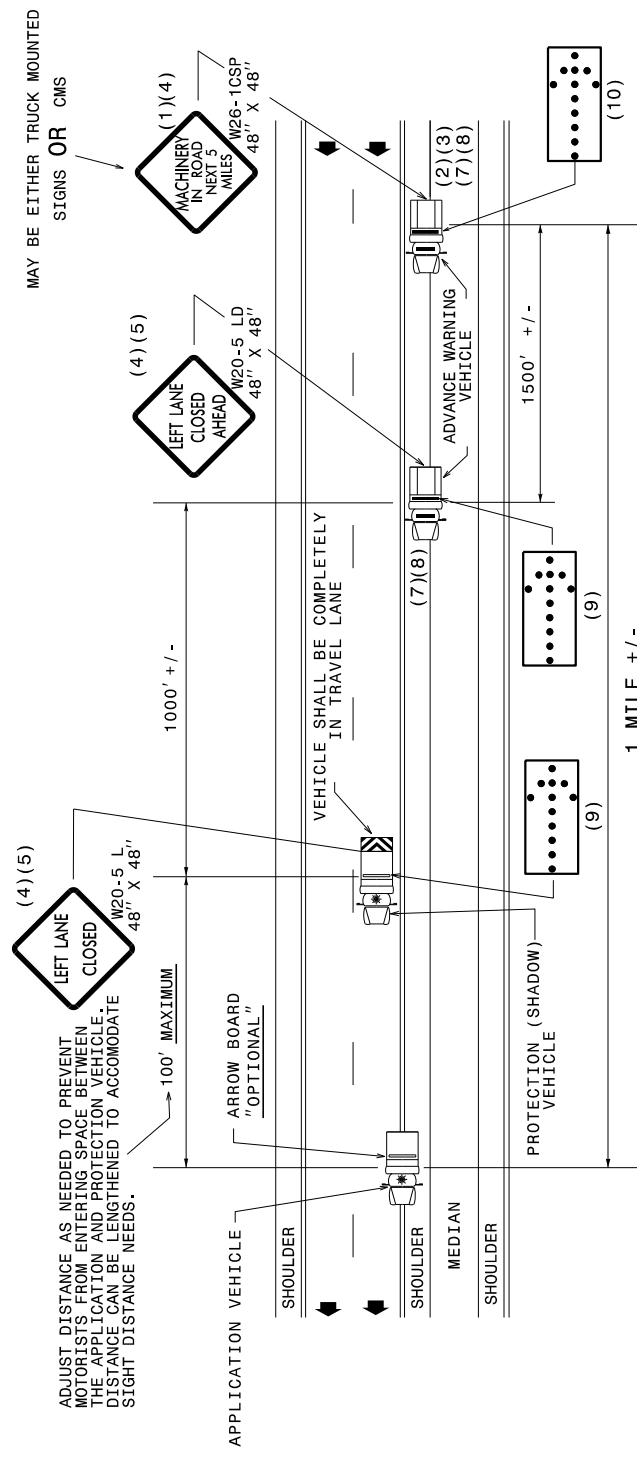 MAY BE EITHER TRUCK MOUNTED
SIGNS OR CMS
MACHINERY
IN ROAD
NEXT 5
MILES
(1)(4)
W26-1CSP
48" X 48"
(4)(5)
LEFT LANE
CLOSED
AHEAD
W20-5 LD
48" X 48"
(4)(5)
LEFT LANE
CLOSED
W20-5 L
48" X 48"
ADJUST DISTANCE AS NEEDED TO PREVENT
MOTORISTS FROM ENTERING SPACE BETWEEN
THE APPLICATION AND PROTECTION VEHICLE.
DISTANCE CAN BE LENGTHENED TO ACCOMODATE
SIGHT DISTANCE NEEDS.
100' MAXIMUM
1000' +/-
ARROW BOARD
"OPTIONAL"
APPLICATION VEHICLE
VEHICLE SHALL BE COMPLETELY
IN TRAVEL LANE
SHOULDER
SHOULDER
MEDIAN
SHOULDER
PROTECTION (SHADOW)
VEHICLE
(7)(8)
ADVANCE WARNING
VEHICLE
(2)(3)
(7)(8)
1500' +/-
(9)
(9)
(10)
1 MILE +/-